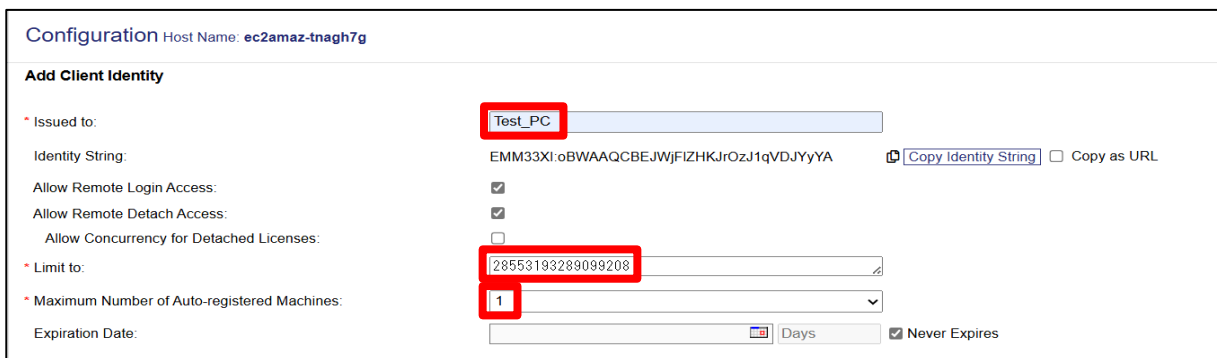 Configuration Host Name: ec2amaz-tnagh7g
Add Client Identity
* Issued to: Test_PC
Identity String: EMM33XI:oBWAAQCBEJWjFlZHKJrOzJ1qVDJYyYA Copy Identity String Copy as URL
Allow Remote Login Access:
Allow Remote Detach Access:
Allow Concurrency for Detached Licenses:
* Limit to: 28553193289099208
* Maximum Number of Auto-registered Machines: 1
Expiration Date: Days Never Expires